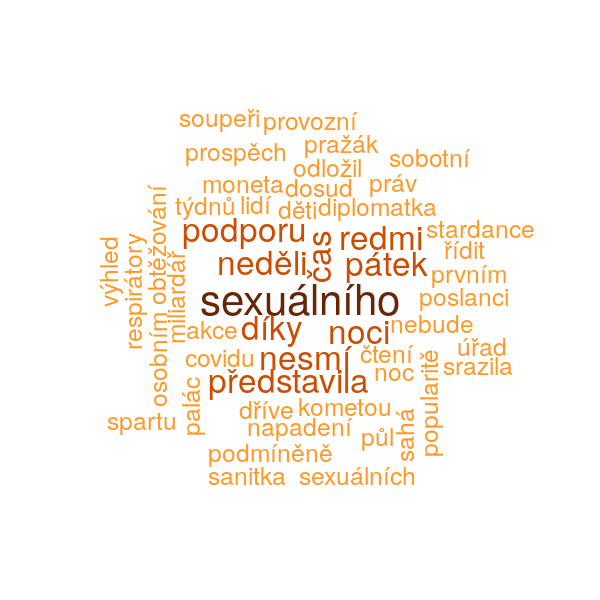 soupeři provozní
prospěch pražák
odložil sobotní
moneta dosud práv
týdnů lidí děti diplomatka
podporu čas redmi stardance
neděli pátek řídit
výhled respirátory osobním obtěžování miliardář
prvním
sexuálního poslanci
akce díky noci nebude
covidu nesmí čtení úřad
představila noc srazila
palác popularitě
spartu dříve kometou sahá
napadení půl
podmíněně
sanitka sexuálních